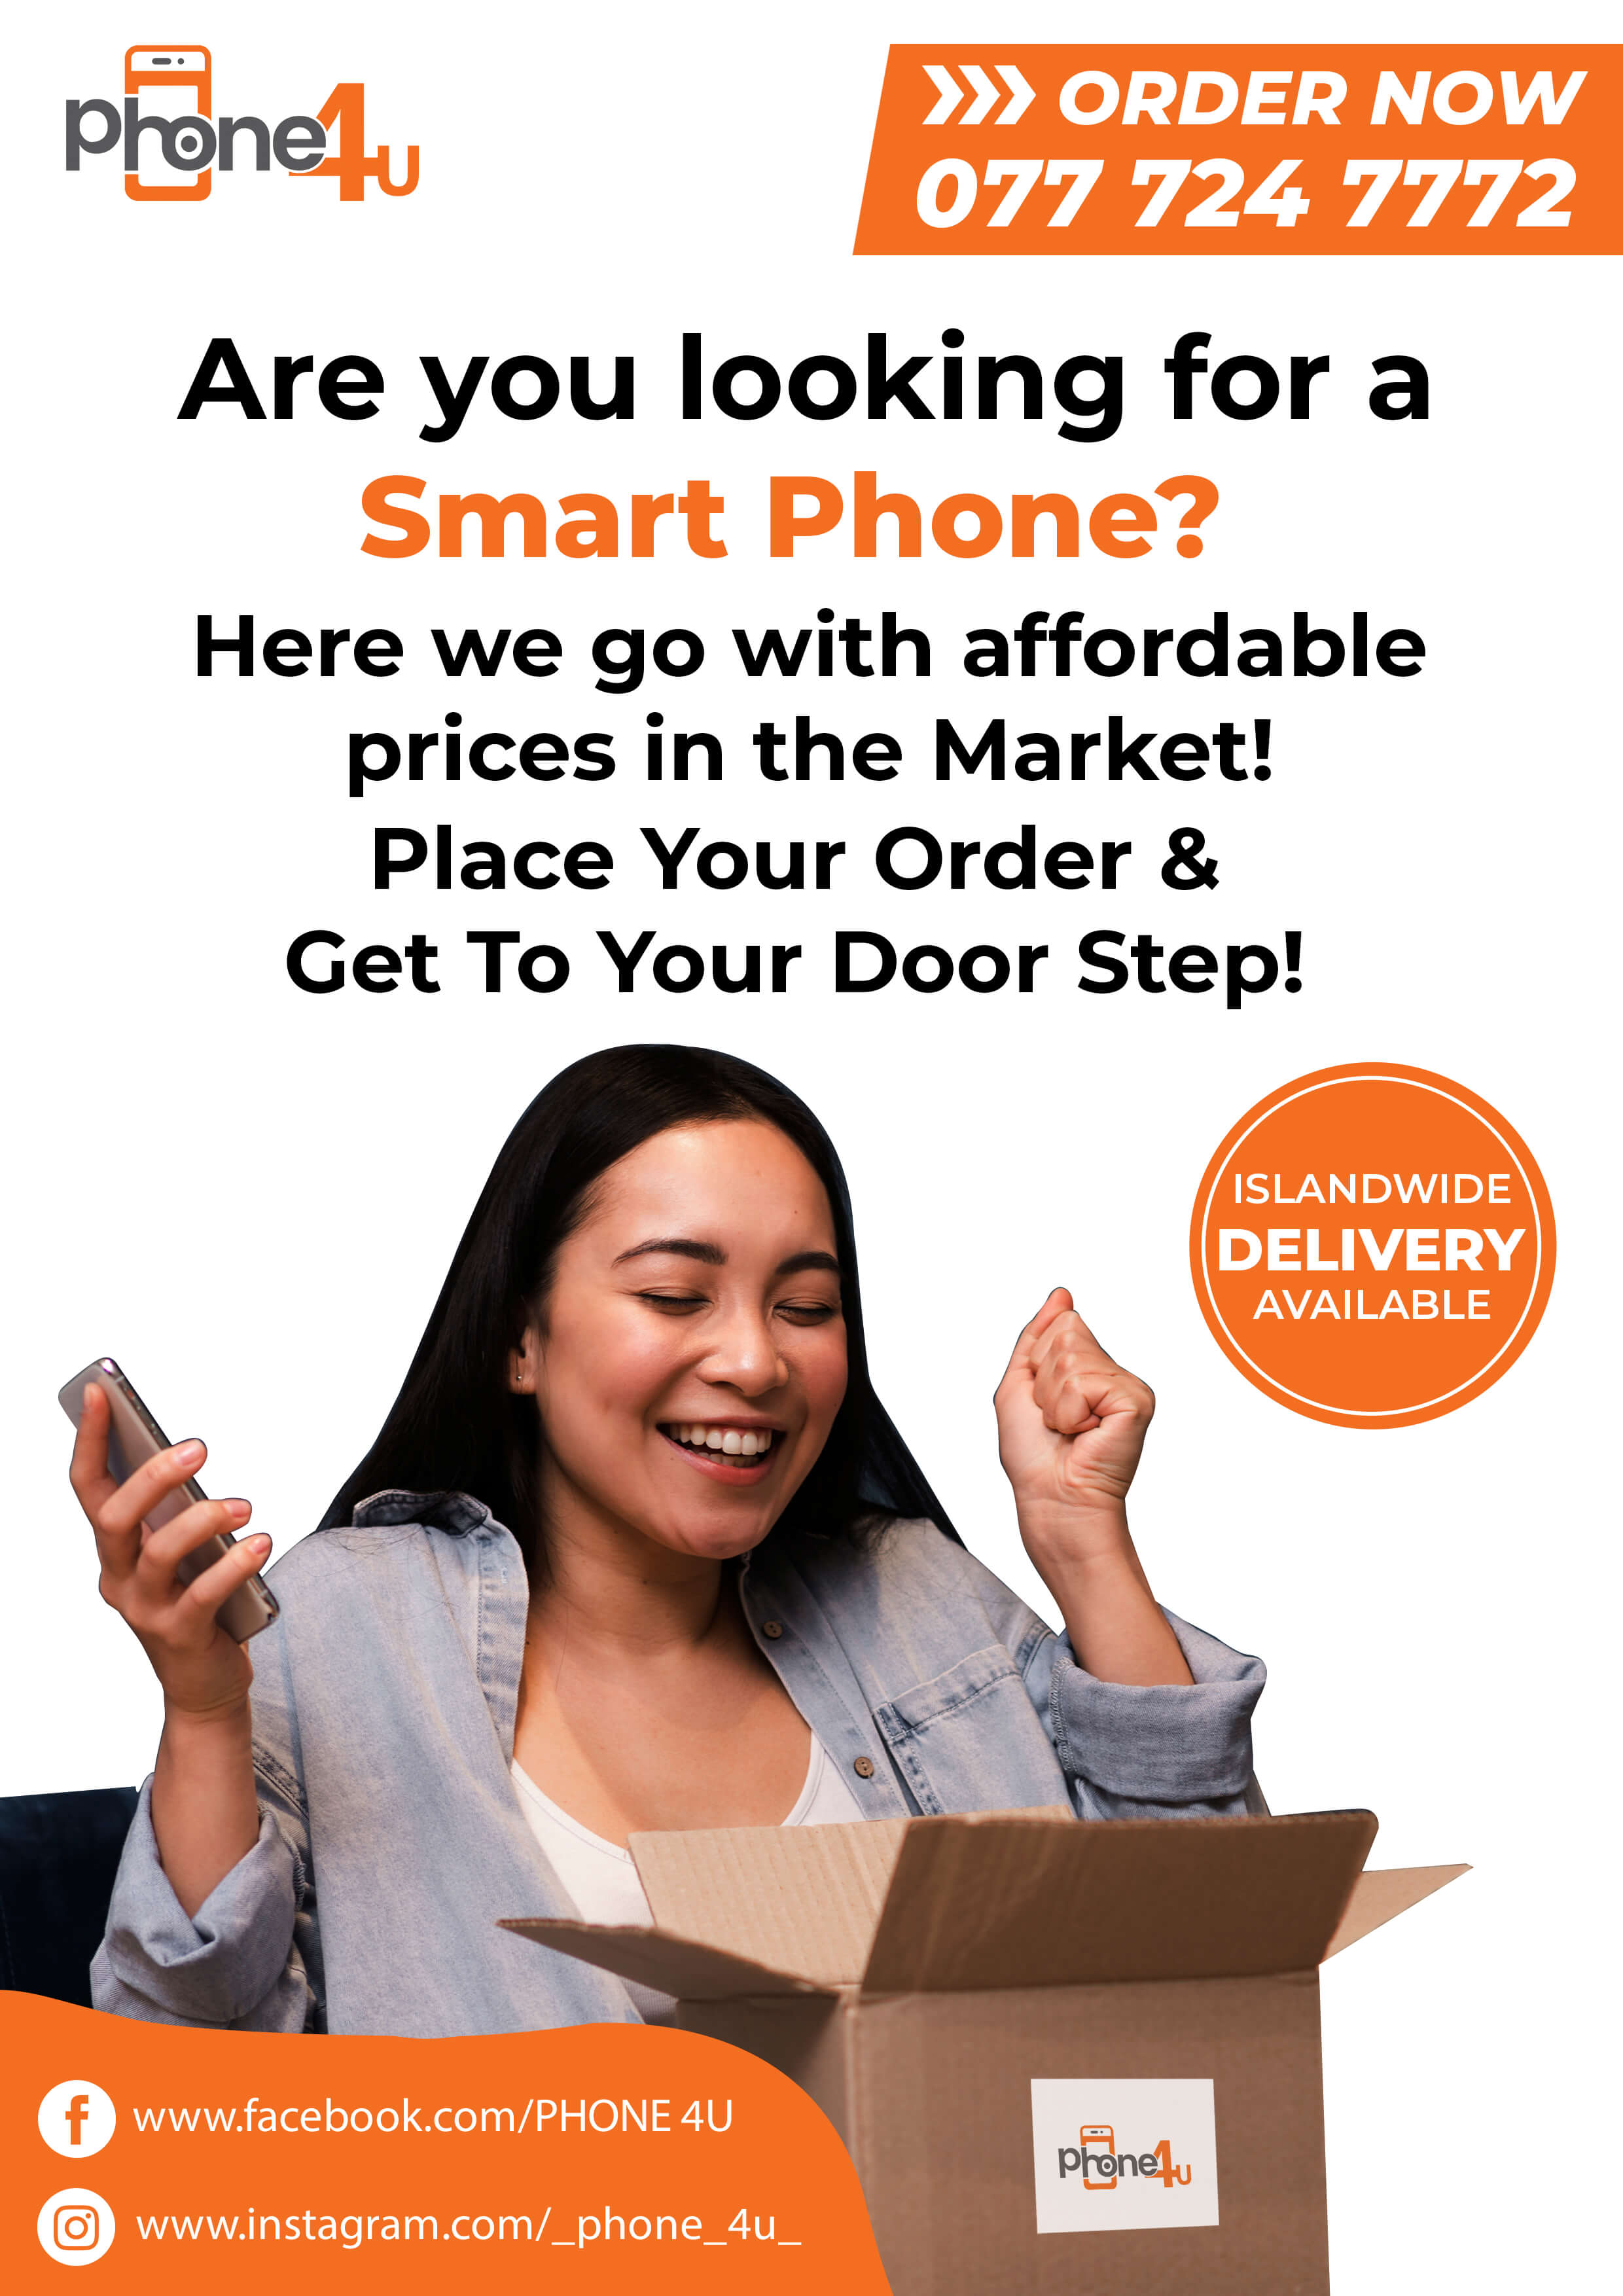 phone4U
ORDER NOW
077 724 7772
Are you looking for a
Smart Phone?
Here we go with affordable
prices in the Market!
Place Your Order &
Get To Your Door Step!
ISLANDWIDE
DELIVERY
AVAILABLE
www.facebook.com/PHONE 4U
www.instagram.com/_phone_4u_
phone4U